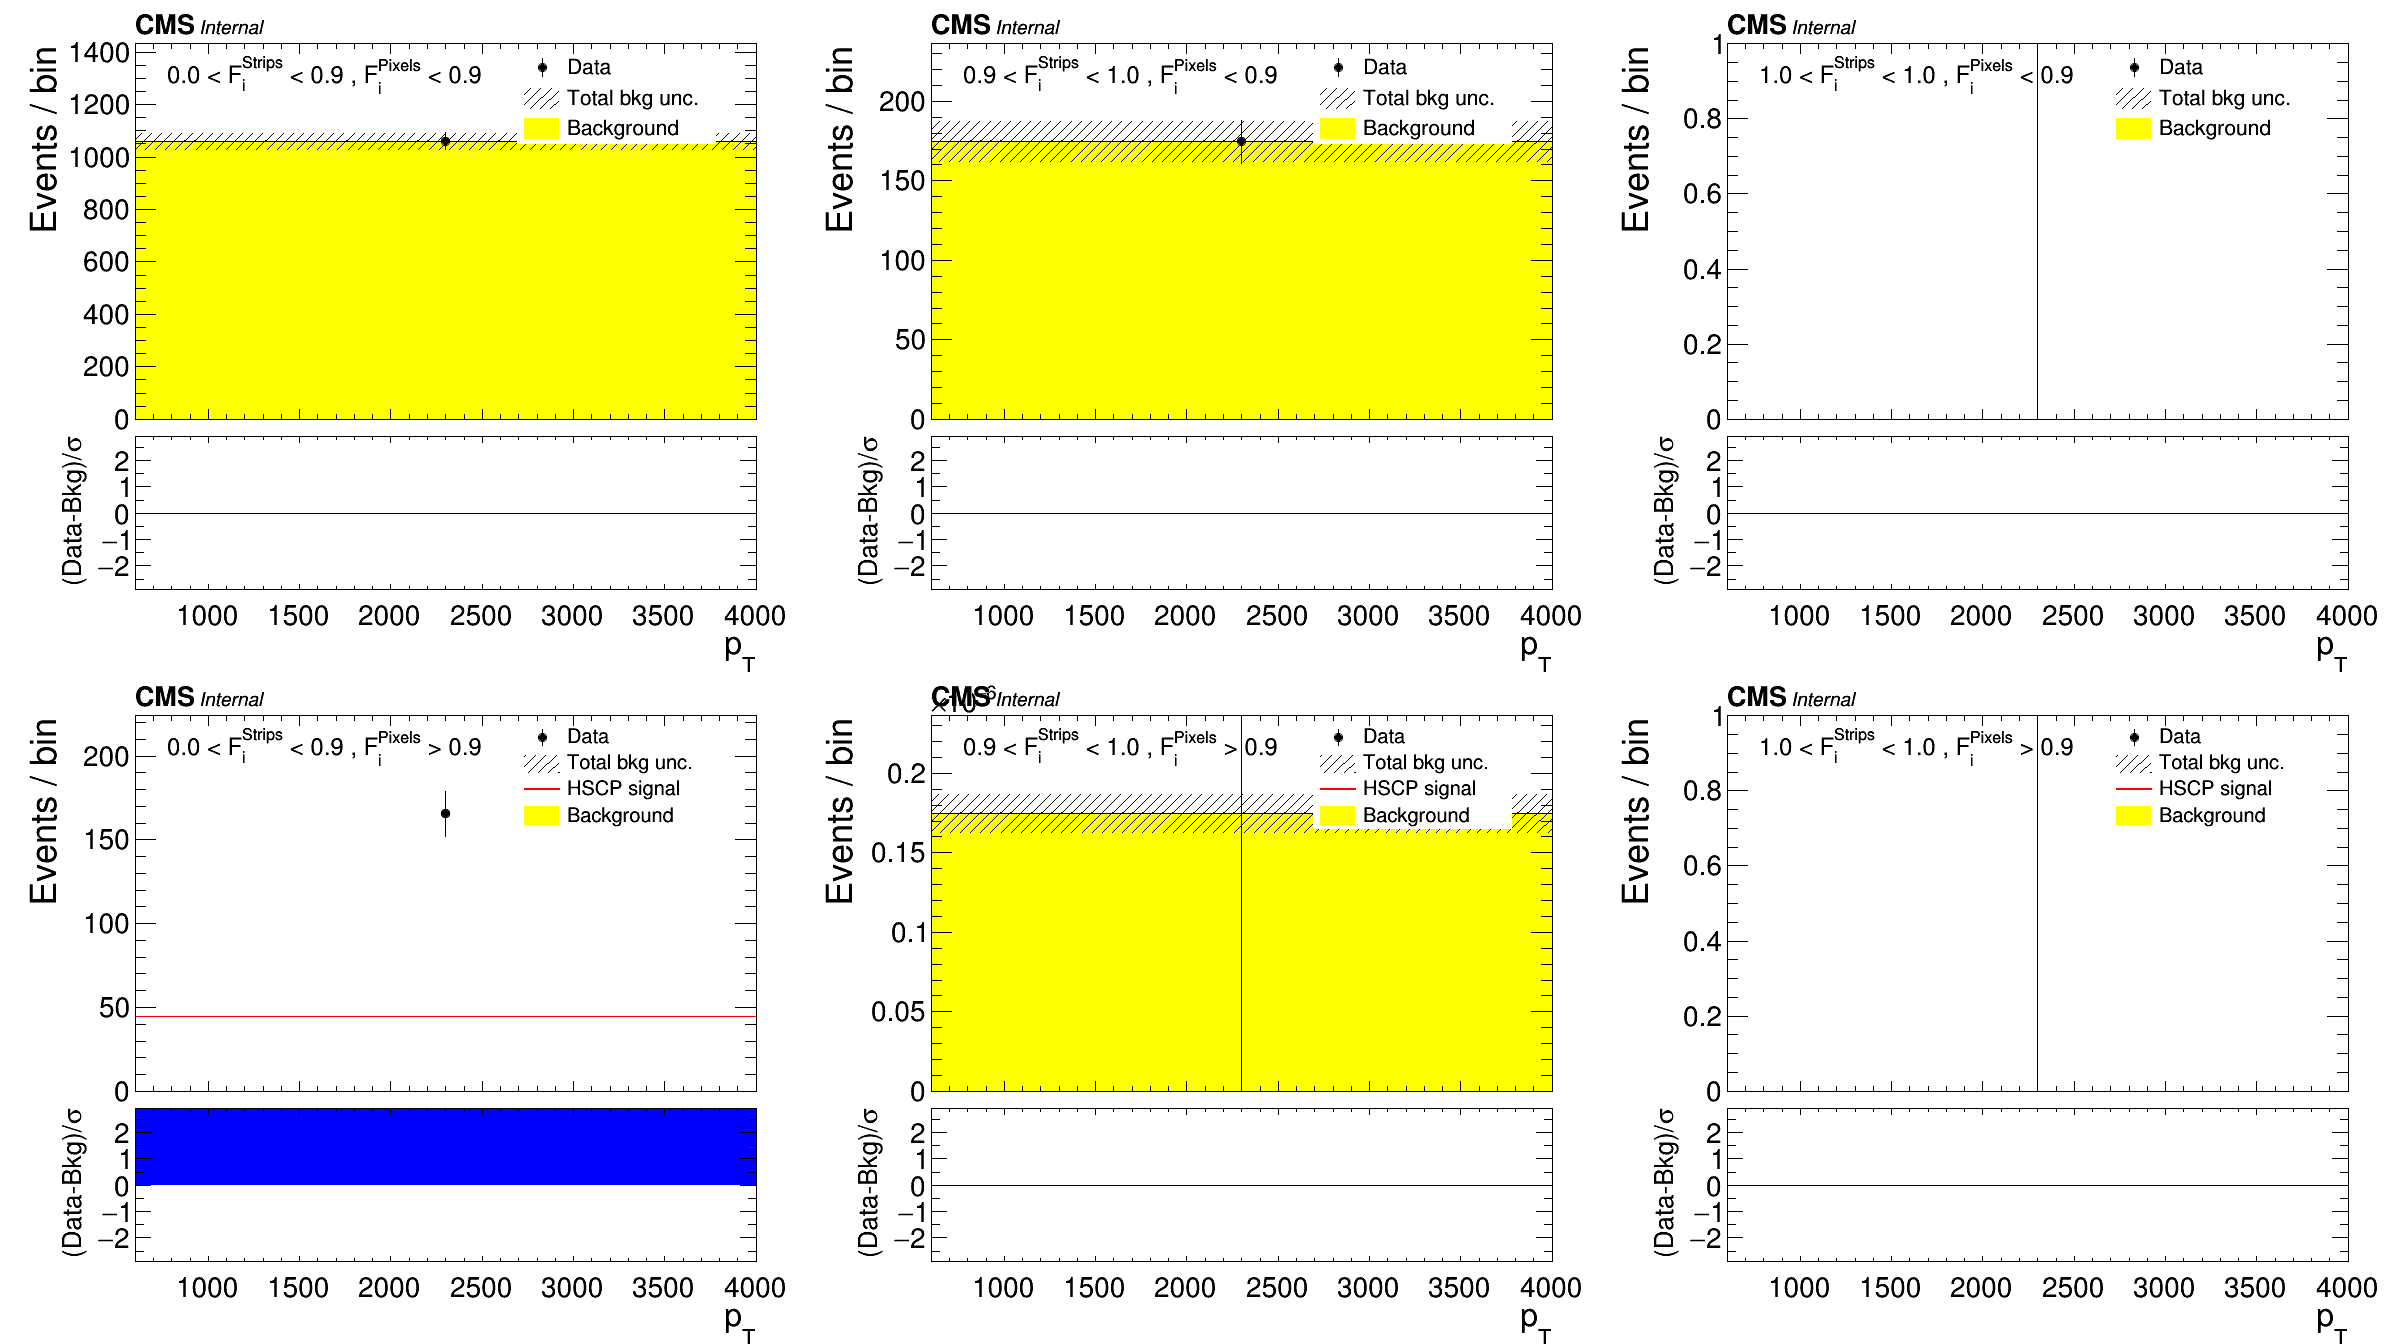 CMS Internal
Events / bin
1400
1200
1000
800
600
400
200
0
0.0 < F_i^Strips < 0.9 , F_i^Pixels < 0.9
Data
Total bkg unc.
Background
(Data-Bkg)/σ
2
1
0
−1
−2
1000 1500 2000 2500 3000 3500 4000
p_T
CMS Internal
Events / bin
200
150
100
50
0
0.9 < F_i^Strips < 1.0 , F_i^Pixels < 0.9
Data
Total bkg unc.
Background
(Data-Bkg)/σ
2
1
0
−1
−2
1000 1500 2000 2500 3000 3500 4000
p_T
CMS Internal
Events / bin
1
0.8
0.6
0.4
0.2
0
1.0 < F_i^Strips < 1.0 , F_i^Pixels < 0.9
Data
Total bkg unc.
Background
(Data-Bkg)/σ
2
1
0
−1
−2
1000 1500 2000 2500 3000 3500 4000
p_T
CMS Internal
Events / bin
200
150
100
50
0
0.0 < F_i^Strips < 0.9 , F_i^Pixels > 0.9
Data
Total bkg unc.
HSCP signal
Background
(Data-Bkg)/σ
2
1
0
−1
−2
1000 1500 2000 2500 3000 3500 4000
p_T
CMS Internal
×10^−6
Events / bin
0.2
0.15
0.1
0.05
0
0.9 < F_i^Strips < 1.0 , F_i^Pixels > 0.9
Data
Total bkg unc.
HSCP signal
Background
(Data-Bkg)/σ
2
1
0
−1
−2
1000 1500 2000 2500 3000 3500 4000
p_T
CMS Internal
Events / bin
1
0.8
0.6
0.4
0.2
0
1.0 < F_i^Strips < 1.0 , F_i^Pixels > 0.9
Data
Total bkg unc.
HSCP signal
Background
(Data-Bkg)/σ
2
1
0
−1
−2
1000 1500 2000 2500 3000 3500 4000
p_T